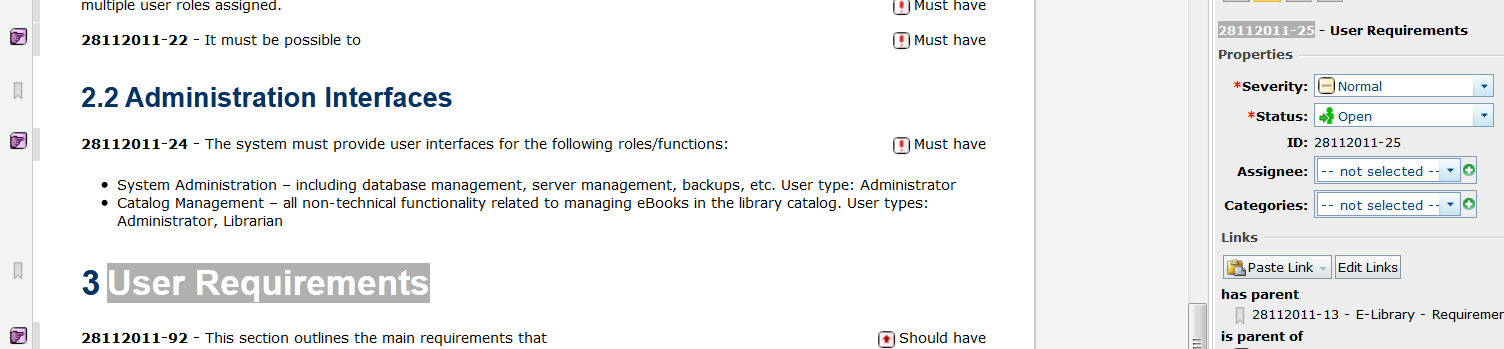 multiple user roles assigned. Must have
28112011-22 - It must be possible to Must have
2.2 Administration Interfaces
28112011-24 - The system must provide user interfaces for the following roles/functions: Must have
• System Administration – including database management, server management, backups, etc. User type: Administrator
• Catalog Management – all non-technical functionality related to managing eBooks in the library catalog. User types:
Administrator, Librarian
3 User Requirements
28112011-92 - This section outlines the main requirements that Should have
28112011-25 - User Requirements
Properties
*Severity: Normal
*Status: Open
ID: 28112011-25
Assignee: -- not selected --
Categories: -- not selected --
Links
Paste Link Edit Links
has parent
28112011-13 - E-Library - Requiremen
is parent of